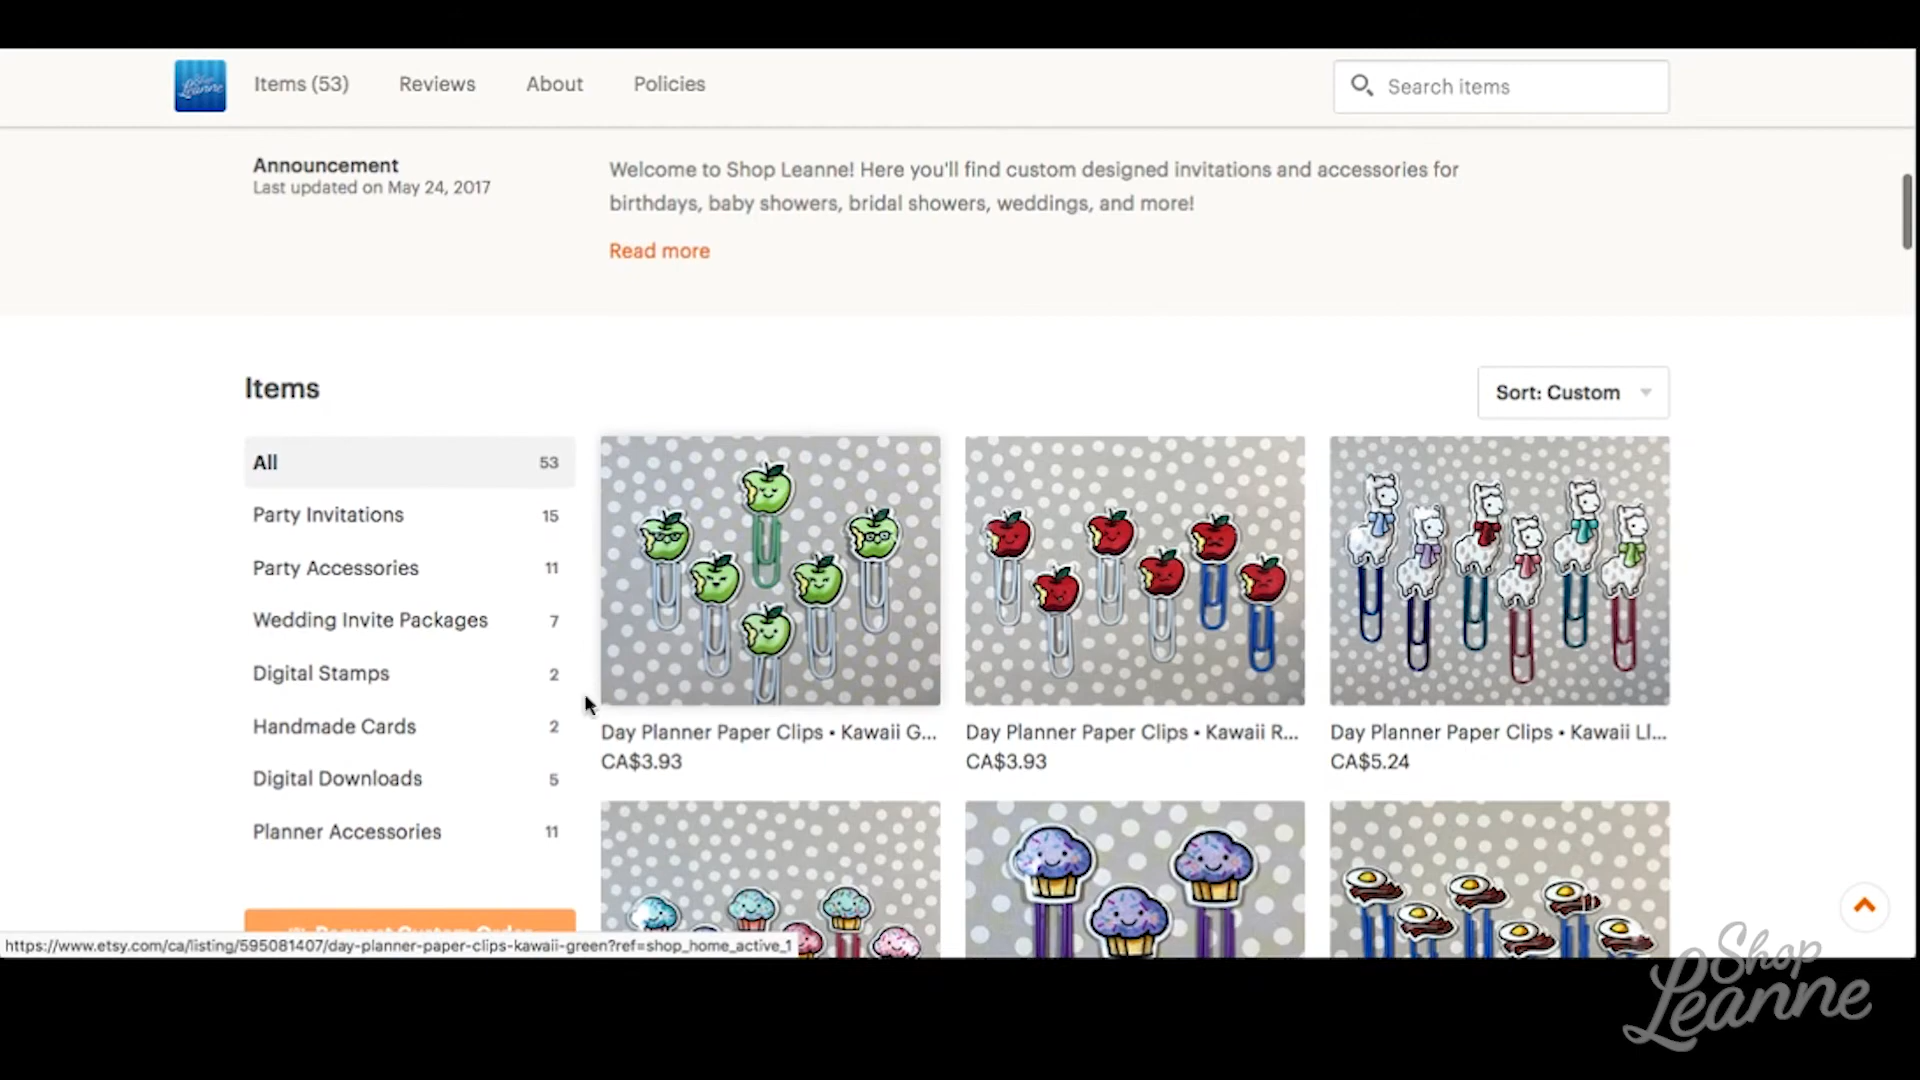 Shop
Leanne
Items (53)
Reviews
About
Policies
Search items
Announcement
Last updated on May 24, 2017
Welcome to Shop Leanne! Here you'll find custom designed invitations and accessories for
birthdays, baby showers, bridal showers, weddings, and more!
Read more
Items
Sort: Custom
All 53
Party Invitations 15
Party Accessories 11
Wedding Invite Packages 7
Digital Stamps 2
Handmade Cards 2
Digital Downloads 5
Planner Accessories 11
Request Custom Order
Day Planner Paper Clips • Kawaii G...
CA$3.93
Day Planner Paper Clips • Kawaii R...
CA$3.93
Day Planner Paper Clips • Kawaii Ll...
CA$5.24
https://www.etsy.com/ca/listing/595081407/day-planner-paper-clips-kawaii-green?ref=shop_home_active_1
Shop
Leanne